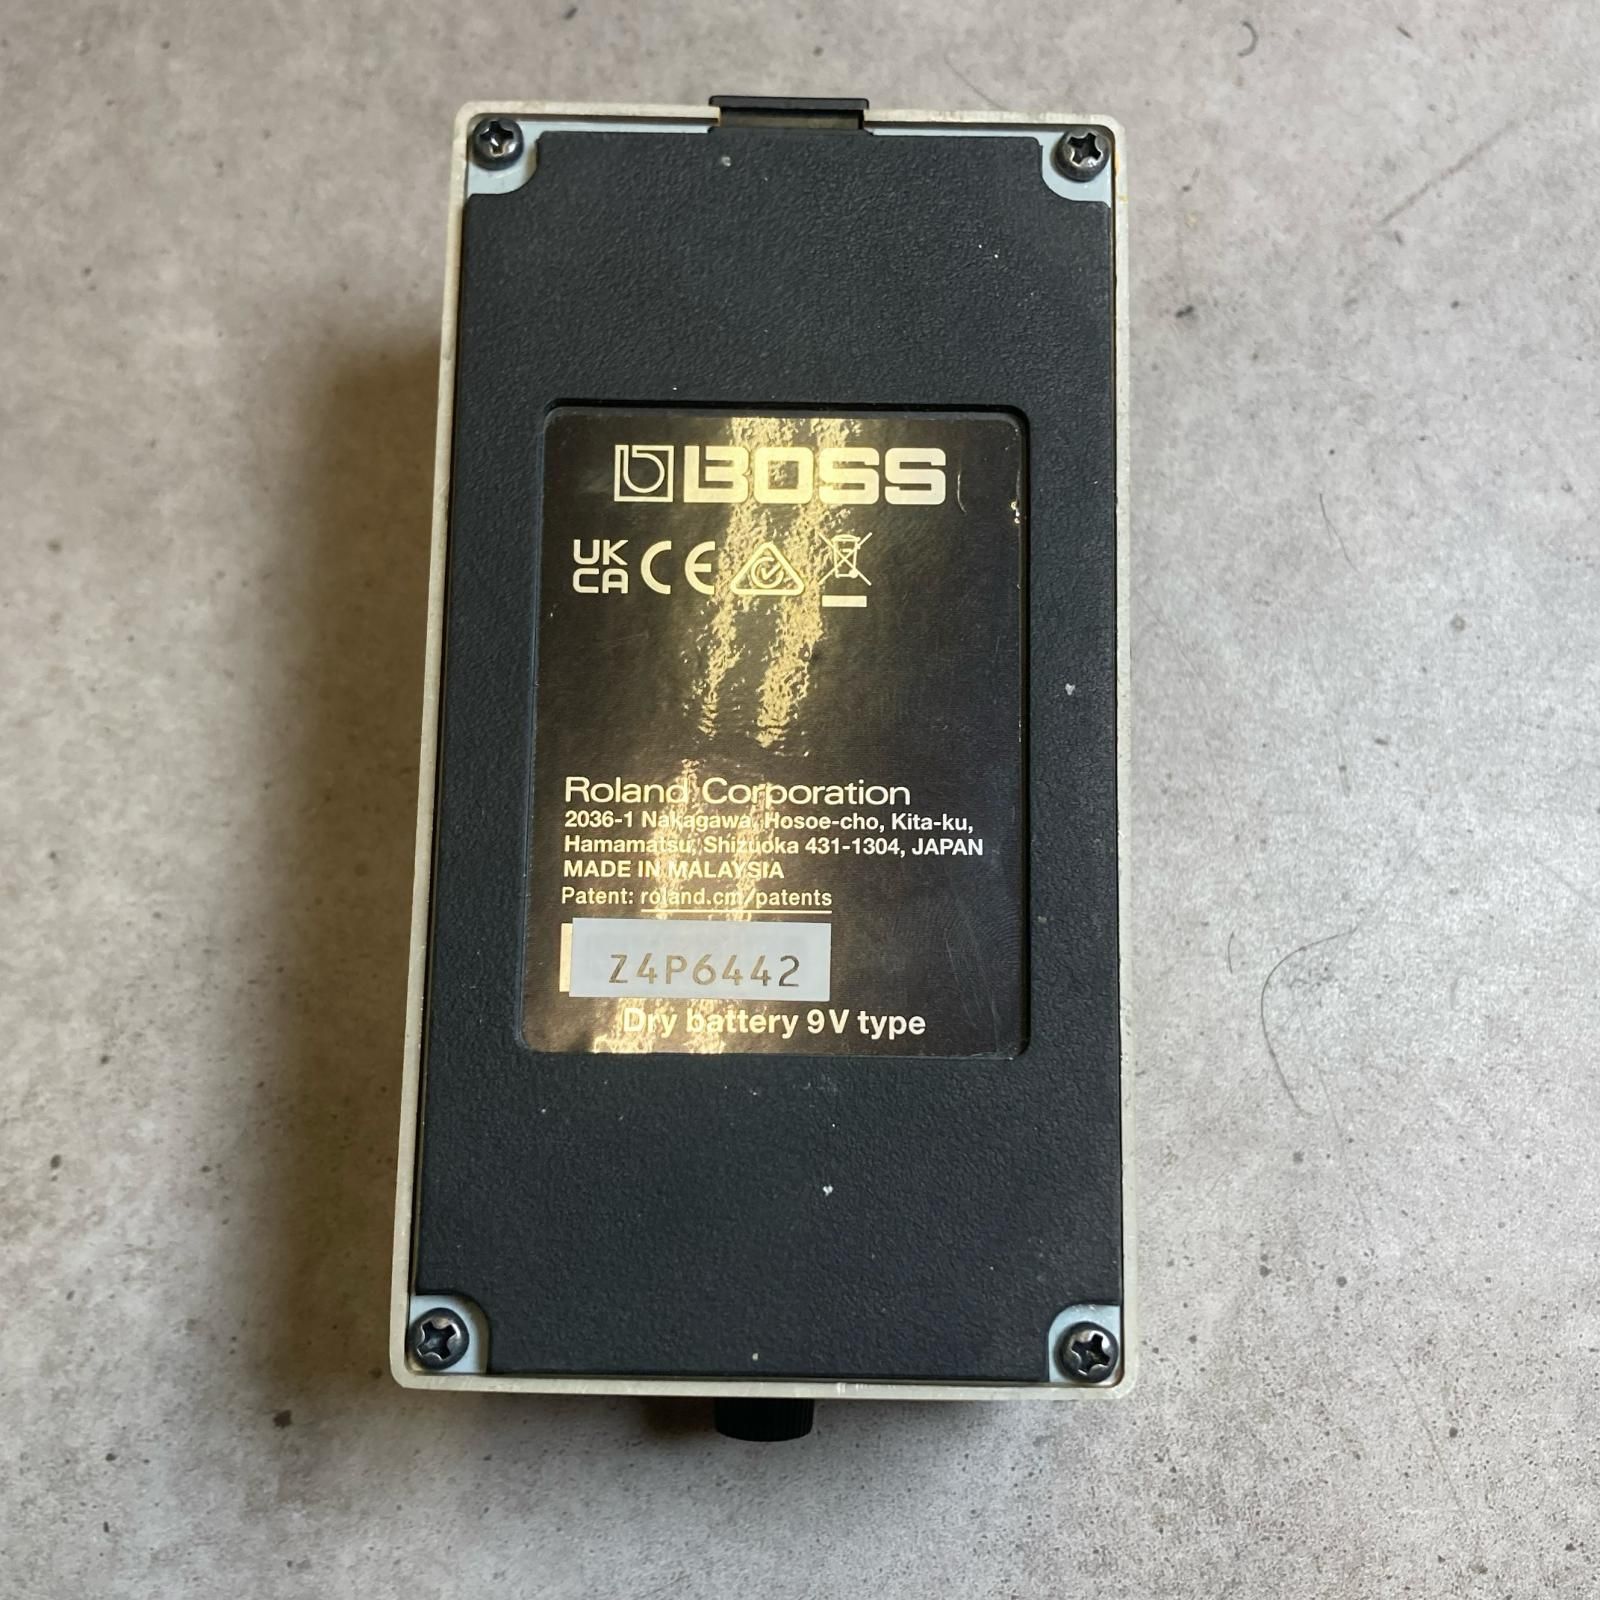 BOSS
UK
CA CE
Roland Corporation
2036-1 Nakagawa, Hosoe-cho, Kita-ku,
Hamamatsu, Shizuoka 431-1304, JAPAN
MADE IN MALAYSIA
Patent: roland.cm/patents
Z4P6442
Dry battery 9V type